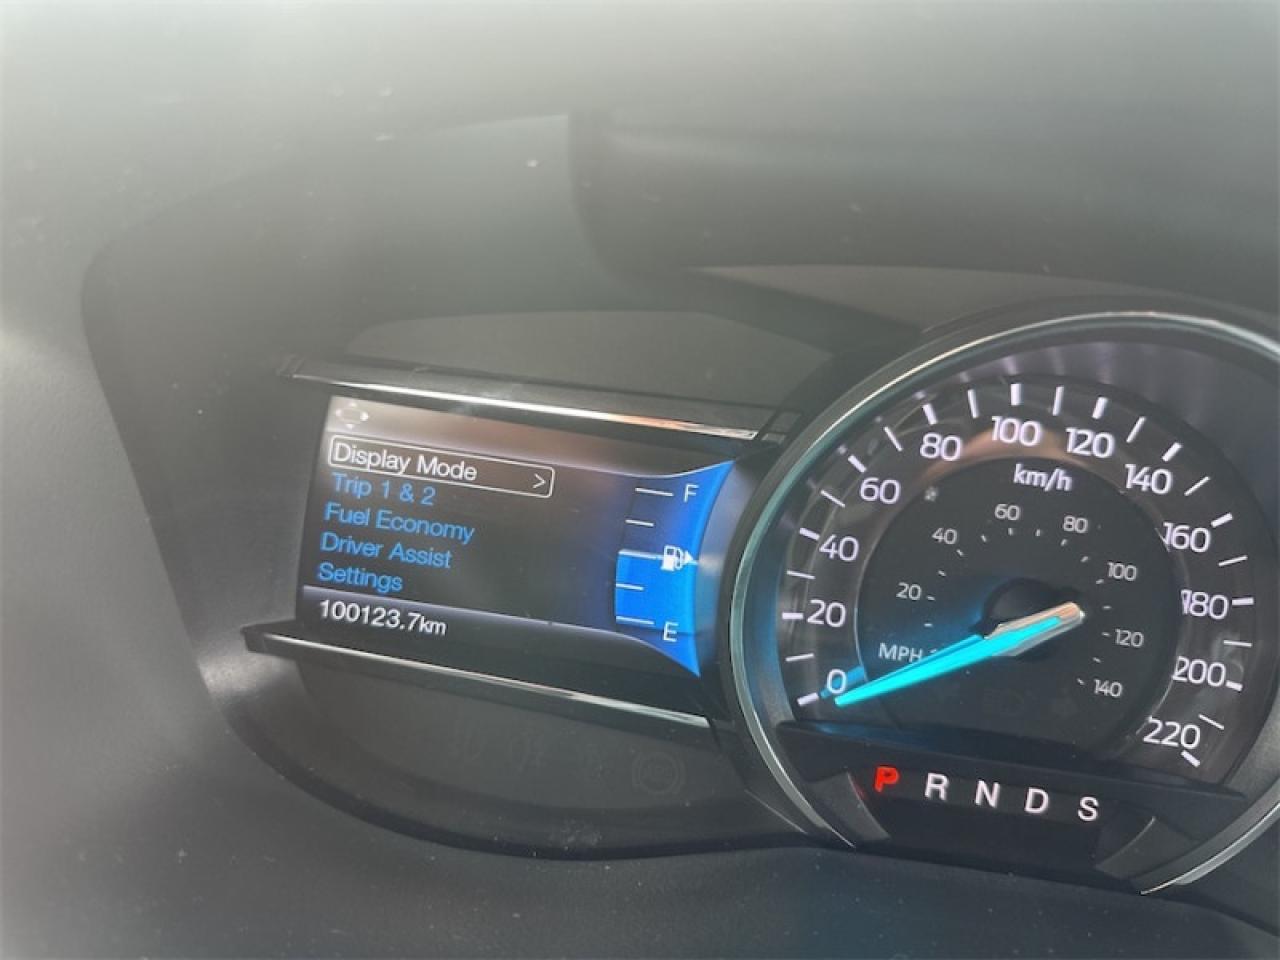 Display Mode >
Trip 1 & 2
Fuel Economy
Driver Assist
Settings
100123.7km
F
E
0
20
40
60
80
100
120
140
160
180
200
220
km/h
20
40
60
80
100
120
140
MPH
P R N D S